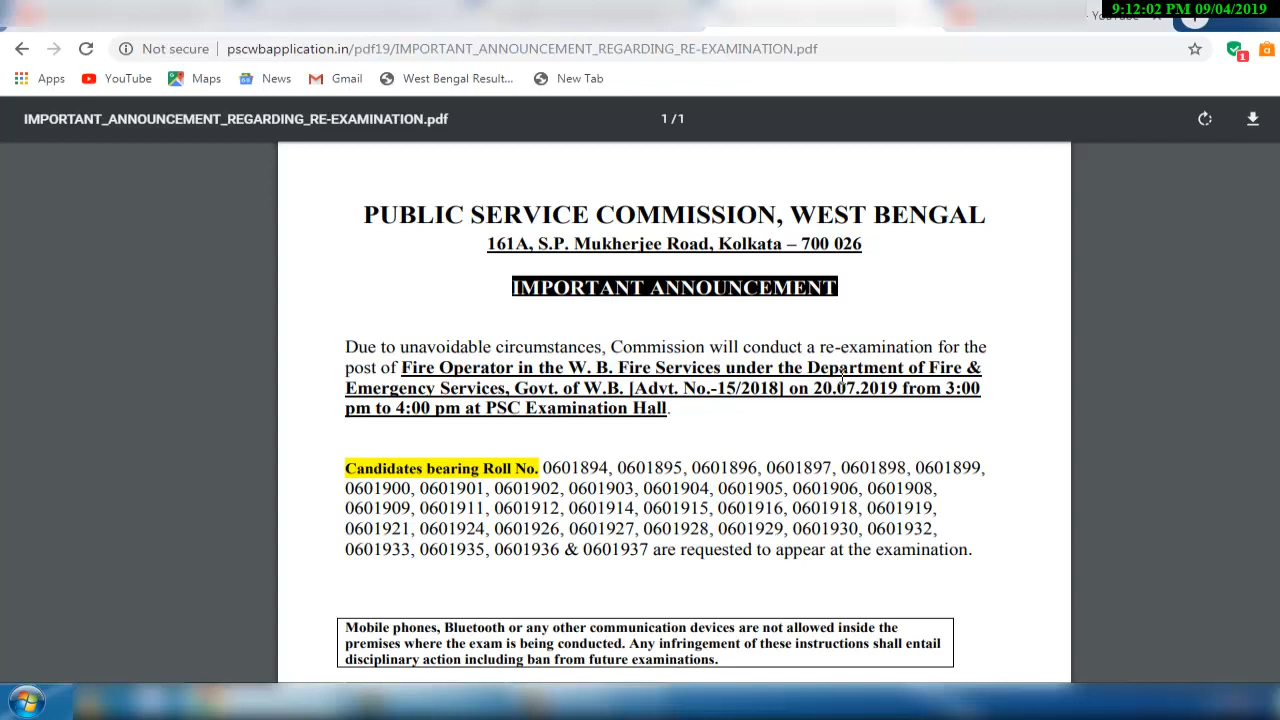 9:12:02 PM 09/04/2019
YouTube
Not secure pscwbapplication.in/pdf19/IMPORTANT_ANNOUNCEMENT_REGARDING_RE-EXAMINATION.pdf
1
Apps YouTube Maps News Gmail West Bengal Result... New Tab
IMPORTANT_ANNOUNCEMENT_REGARDING_RE-EXAMINATION.pdf 1 / 1
PUBLIC SERVICE COMMISSION, WEST BENGAL
161A, S.P. Mukherjee Road, Kolkata – 700 026
IMPORTANT ANNOUNCEMENT
Due to unavoidable circumstances, Commission will conduct a re-examination for the
post of Fire Operator in the W. B. Fire Services under the Department of Fire &
Emergency Services, Govt. of W.B. [Advt. No.-15/2018] on 20.07.2019 from 3:00
pm to 4:00 pm at PSC Examination Hall.
Candidates bearing Roll No. 0601894, 0601895, 0601896, 0601897, 0601898, 0601899,
0601900, 0601901, 0601902, 0601903, 0601904, 0601905, 0601906, 0601908,
0601909, 0601911, 0601912, 0601914, 0601915, 0601916, 0601918, 0601919,
0601921, 0601924, 0601926, 0601927, 0601928, 0601929, 0601930, 0601932,
0601933, 0601935, 0601936 & 0601937 are requested to appear at the examination.
Mobile phones, Bluetooth or any other communication devices are not allowed inside the
premises where the exam is being conducted. Any infringement of these instructions shall entail
disciplinary action including ban from future examinations.